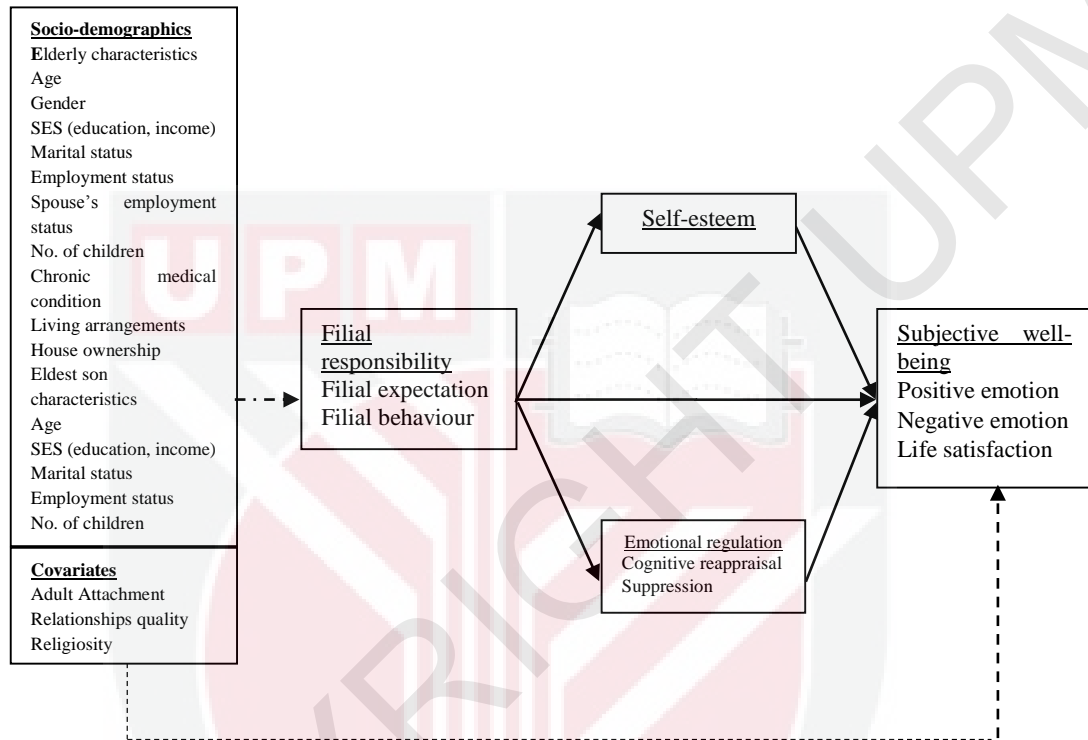 Socio-demographics
Elderly characteristics
Age
Gender
SES (education, income)
Marital status
Employment status
Spouse's employment
status
No. of children
Chronic medical
condition
Living arrangements
House ownership
Eldest son
characteristics
Age
SES (education, income)
Marital status
Employment status
No. of children
Covariates
Adult Attachment
Relationships quality
Religiosity
Filial
responsibility
Filial expectation
Filial behaviour
Self-esteem
Emotional regulation
Cognitive reappraisal
Suppression
Subjective well-
being
Positive emotion
Negative emotion
Life satisfaction
UPM
YRIGHT UPM